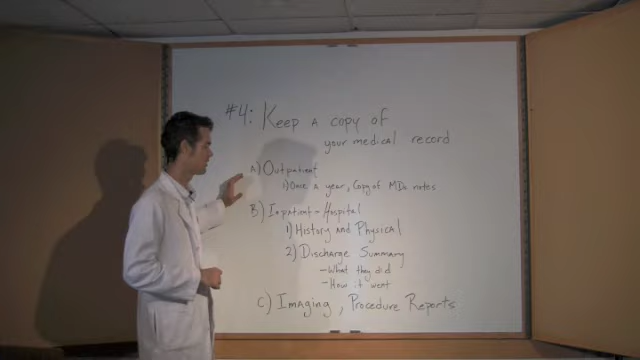 #4: Keep a copy of
your medical record
A) Outpatient
1) Once a year, Copy of MDs notes
B) Inpatient = Hospital
1) History and Physical
2) Discharge Summary
- What they did
- How it went
C) Imaging, Procedure Reports